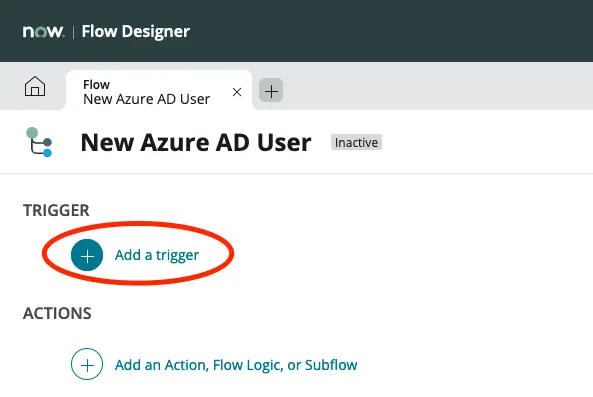 now. | Flow Designer
Flow
New Azure AD User
New Azure AD User Inactive
TRIGGER
Add a trigger
ACTIONS
Add an Action, Flow Logic, or Subflow